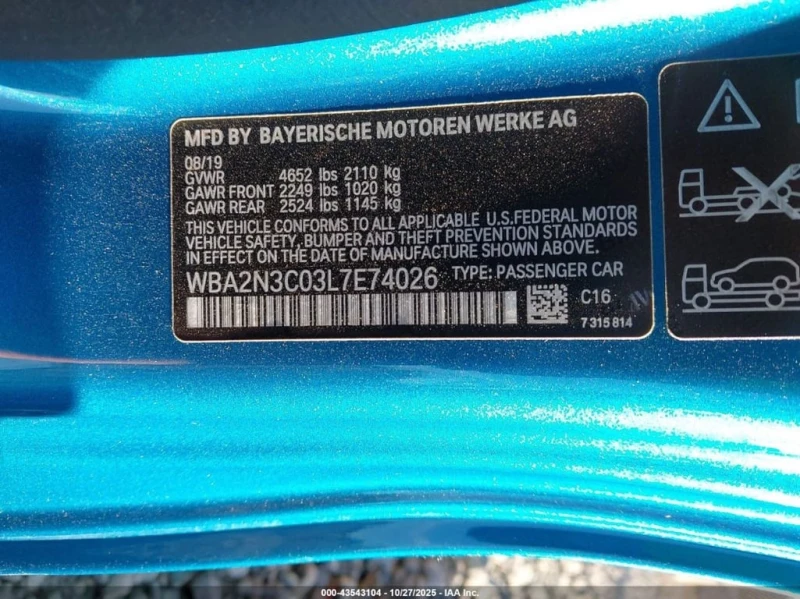 MFD BY BAYERISCHE MOTOREN WERKE AG
08/19
GVWR 4652 lbs 2110 kg
GAWR FRONT 2249 lbs 1020 kg
GAWR REAR 2524 lbs 1145 kg
THIS VEHICLE CONFORMS TO ALL APPLICABLE U.S.FEDERAL MOTOR
VEHICLE SAFETY, BUMPER AND THEFT PREVENTION STANDARDS
IN EFFECT ON THE DATE OF MANUFACTURE SHOWN ABOVE.
WBA2N3C03L7E74026 TYPE: PASSENGER CAR
C16
7 315 814
000-43543104 | 10/27/2025 - IAA Inc.